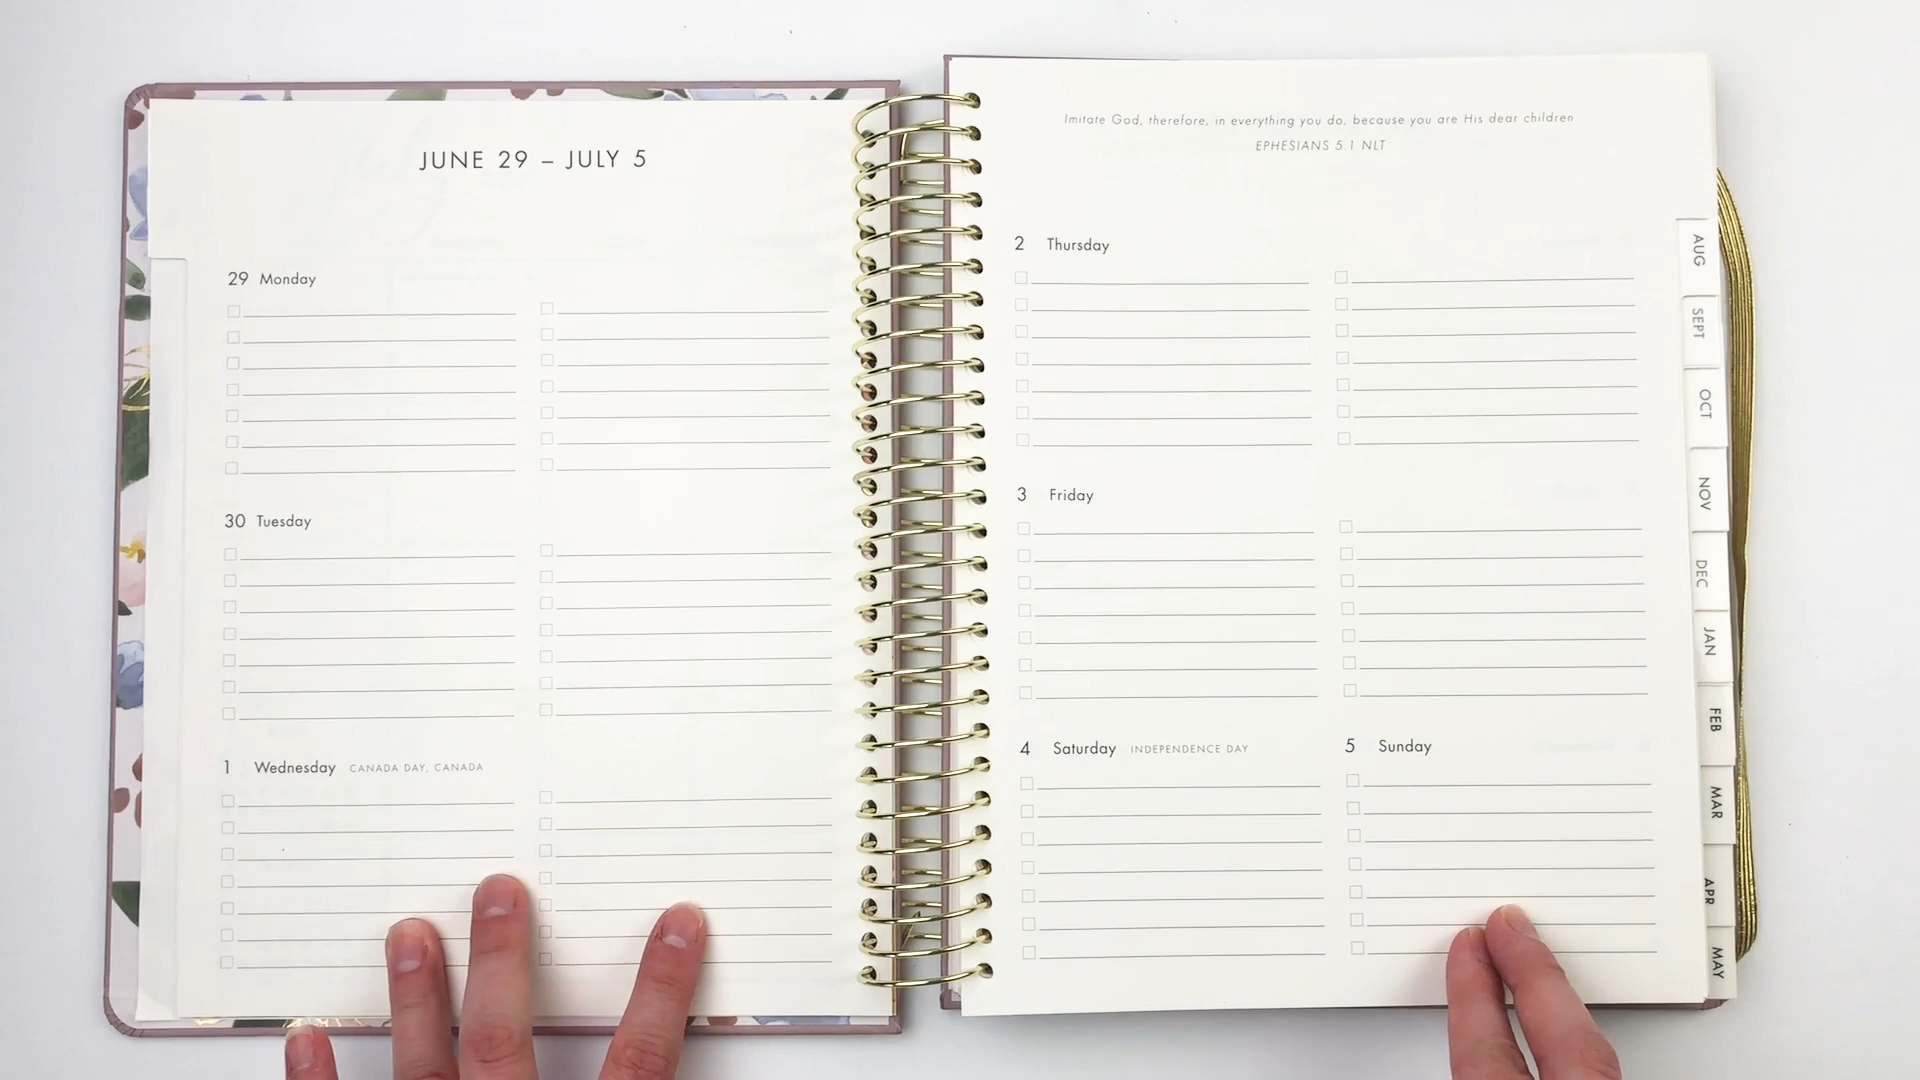 JUNE 29 – JULY 5
29 Monday
30 Tuesday
1 Wednesday CANADA DAY, CANADA
Imitate God, therefore, in everything you do, because you are His dear children
EPHESIANS 5:1 NLT
2 Thursday
3 Friday
4 Saturday INDEPENDENCE DAY
5 Sunday
AUG
SEPT
OCT
NOV
DEC
JAN
FEB
MAR
APR
MAY